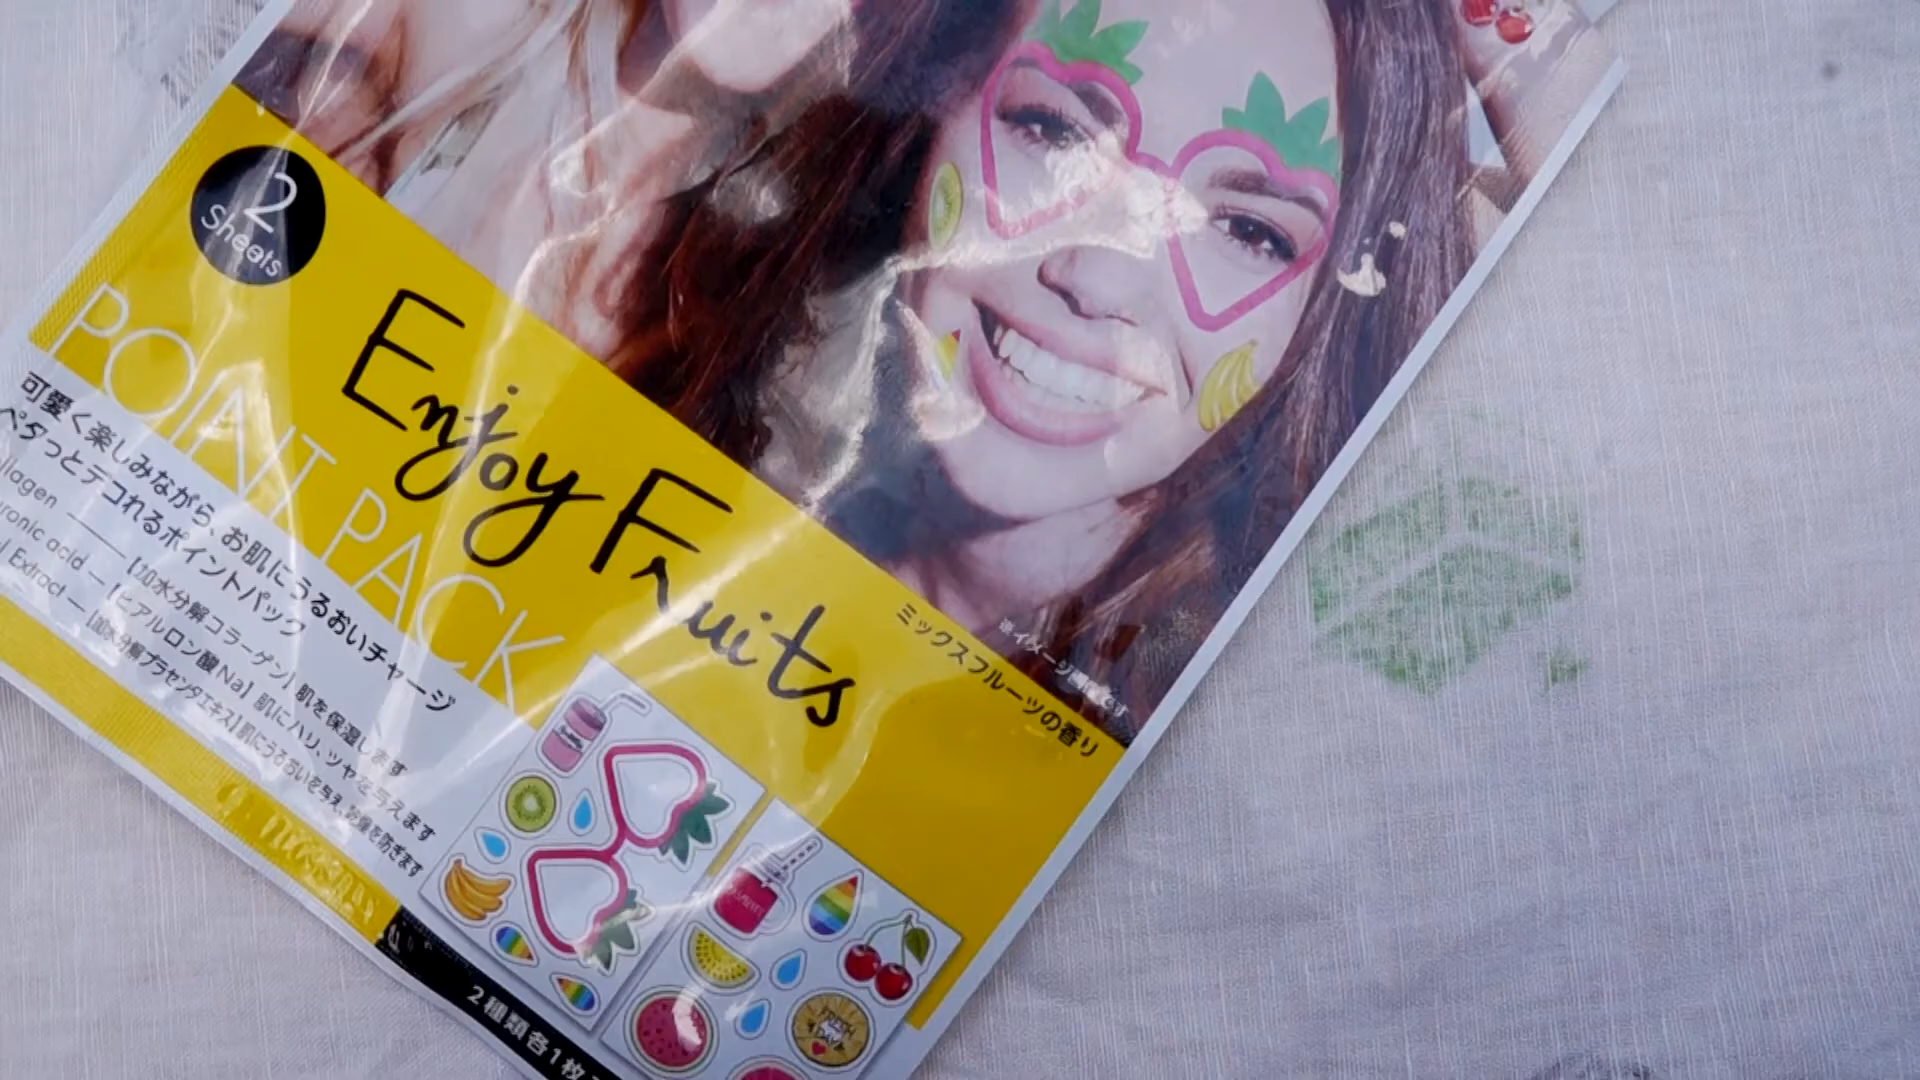 2
Sheets
Enjoy Fruits
POINT PACK
ミックスフルーツの香り
可愛く楽しみながら、お肌にうるおいチャージ
ペタっとデコれるポイントパック
【加水分解コラーゲン】肌を保湿します
【ヒアルロン酸Na】肌にハリ、ツヤを与えます
【加水分解プラセンタエキス】肌にうるおいを与え、乾燥を防ぎます
acid
Extract
2種類各1枚